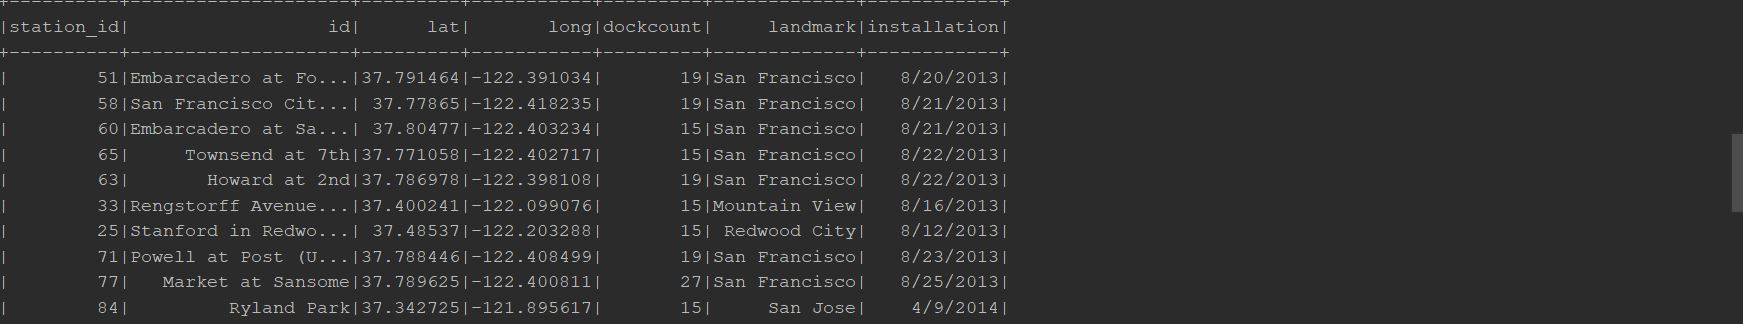 +----------+--------------------+---------+-----------+---------+-------------+------------+
|station_id|                  id|      lat|       long|dockcount|     landmark|installation|
+----------+--------------------+---------+-----------+---------+-------------+------------+
|        51|Embarcadero at Fo...|37.791464|-122.391034|       19|San Francisco|   8/20/2013|
|        58|San Francisco Cit...| 37.77865|-122.418235|       19|San Francisco|   8/21/2013|
|        60|Embarcadero at Sa...| 37.80477|-122.403234|       15|San Francisco|   8/21/2013|
|        65|     Townsend at 7th|37.771058|-122.402717|       15|San Francisco|   8/22/2013|
|        63|       Howard at 2nd|37.786978|-122.398108|       19|San Francisco|   8/22/2013|
|        33|Rengstorff Avenue...|37.400241|-122.099076|       15|Mountain View|   8/16/2013|
|        25|Stanford in Redwo...| 37.48537|-122.203288|       15| Redwood City|   8/12/2013|
|        71|Powell at Post (U...|37.788446|-122.408499|       19|San Francisco|   8/23/2013|
|        77|   Market at Sansome|37.789625|-122.400811|       27|San Francisco|   8/25/2013|
|        84|         Ryland Park|37.342725|-121.895617|       15|     San Jose|    4/9/2014|